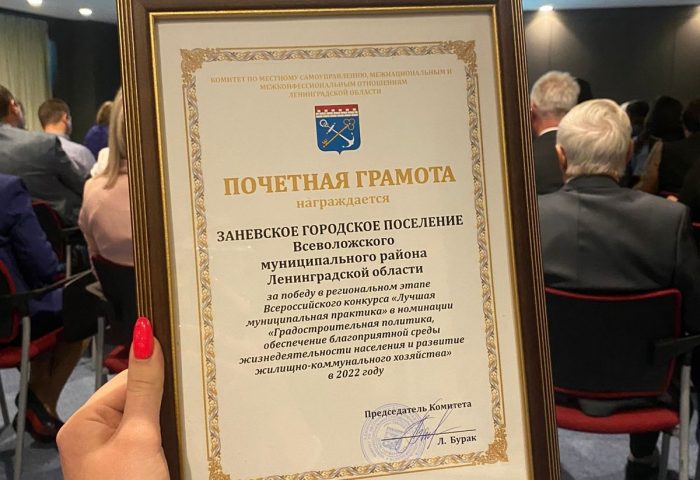 КОМИТЕТ ПО МЕСТНОМУ САМОУПРАВЛЕНИЮ, МЕЖНАЦИОНАЛЬНЫМ И
МЕЖКОНФЕССИОНАЛЬНЫМ ОТНОШЕНИЯМ
ЛЕНИНГРАДСКОЙ ОБЛАСТИ
ПОЧЕТНАЯ ГРАМОТА
награждается
ЗАНЕВСКОЕ ГОРОДСКОЕ ПОСЕЛЕНИЕ
Всеволожского
муниципального района
Ленинградской области
за победу в региональном этапе
Всероссийского конкурса «Лучшая
муниципальная практика» в номинации
«Градостроительная политика,
обеспечение благоприятной среды
жизнедеятельности населения и развитие
жилищно-коммунального хозяйства»
в 2022 году
Председатель Комитета
Л. Бурак